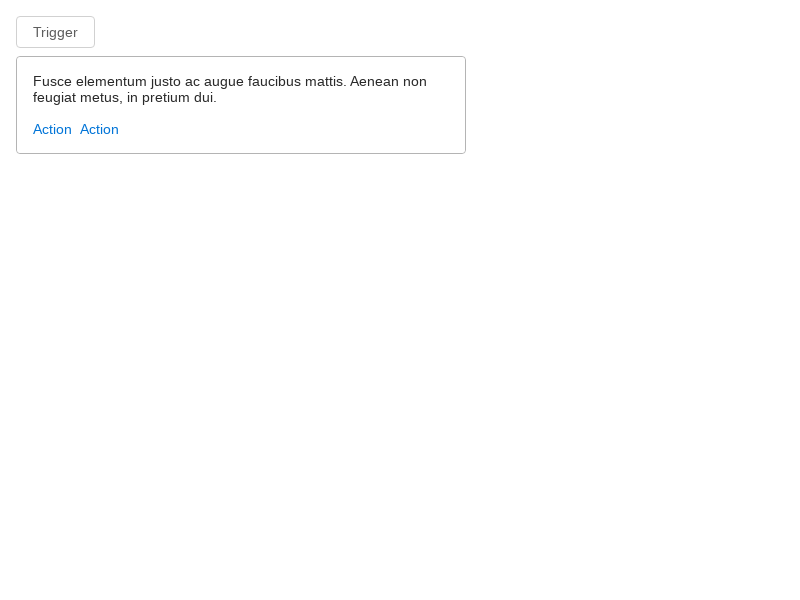 Trigger
Fusce elementum justo ac augue faucibus mattis. Aenean non
feugiat metus, in pretium dui.
Action Action